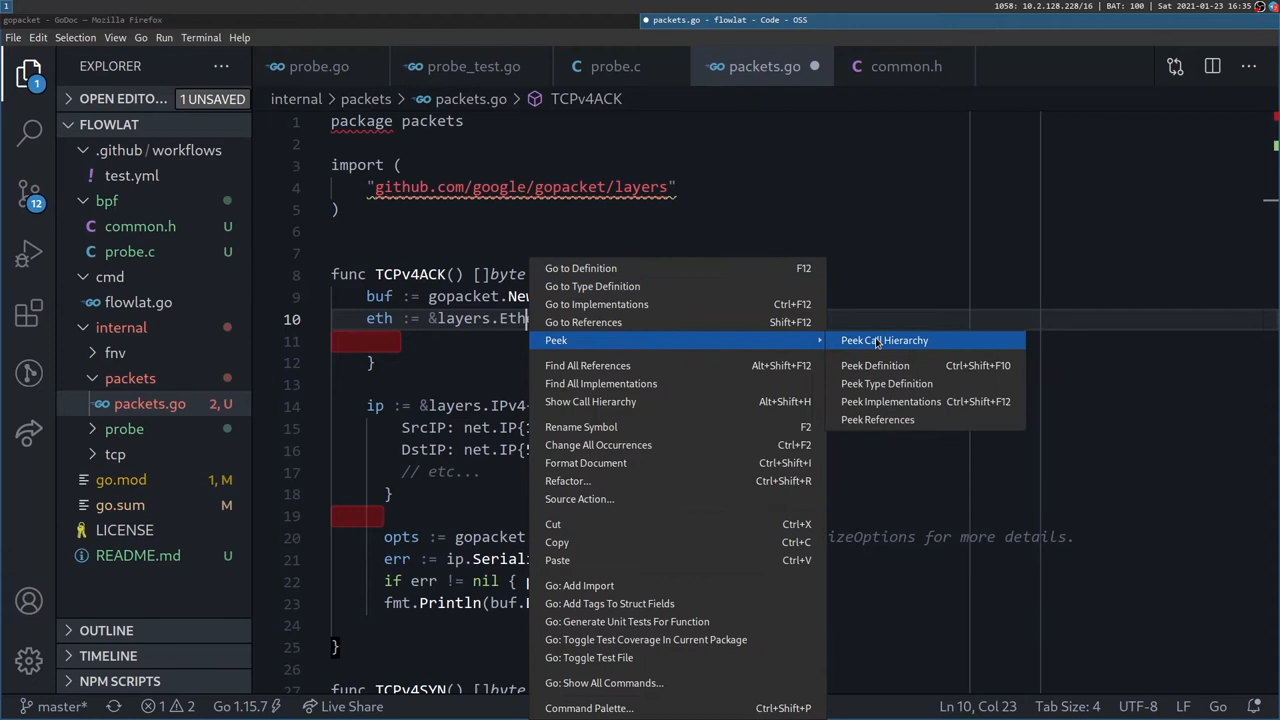 1
1058: 10.2.128.228/16 | BAT: 100 | Sat 2021-01-23 16:35
gopacket - GoDoc — Mozilla Firefox
packets.go - flowlat - Code - OSS
File Edit Selection View Go Run Terminal Help
EXPLORER
probe.go
probe_test.go
probe.c
packets.go
common.h
OPEN EDITO... 1 UNSAVED
internal > packets > packets.go > TCPv4ACK
FLOWLAT
.github / workflows
test.yml
bpf
common.h U
probe.c U
cmd
flowlat.go
internal
fnv
packets
packets.go 2, U
probe
tcp
go.mod 1, M
go.sum M
LICENSE
README.md U
OUTLINE
TIMELINE
NPM SCRIPTS
1
12
1 package packets
2
3 import (
4 "github.com/google/gopacket/layers"
5 )
6
7
8 func TCPv4ACK() []byte
9 buf := gopacket.New
10 eth := &layers.Eth
11
12 }
13
14 ip := &layers.IPv4
15 SrcIP: net.IP{
16 DstIP: net.IP{
17 // etc...
18 }
19
20 opts := gopacket
izeOptions for more details.
21 err := ip.Seriali
22 if err != nil {
23 fmt.Println(buf.
24
25 }
26
27 func TCPv4SYN() []byte
Go to Definition F12
Go to Type Definition
Go to Implementations Ctrl+F12
Go to References Shift+F12
Peek
Find All References Alt+Shift+F12
Find All Implementations
Show Call Hierarchy Alt+Shift+H
Rename Symbol F2
Change All Occurrences Ctrl+F2
Format Document Ctrl+Shift+I
Refactor... Ctrl+Shift+R
Source Action...
Cut Ctrl+X
Copy Ctrl+C
Paste Ctrl+V
Go: Add Import
Go: Add Tags To Struct Fields
Go: Generate Unit Tests For Function
Go: Toggle Test Coverage In Current Package
Go: Toggle Test File
Go: Show All Commands...
Command Palette... Ctrl+Shift+P
Peek Call Hierarchy
Peek Definition Ctrl+Shift+F10
Peek Type Definition
Peek Implementations Ctrl+Shift+F12
Peek References
master* 1 2 Go 1.15.7 Live Share Ln 10, Col 23 Tab Size: 4 UTF-8 LF Go